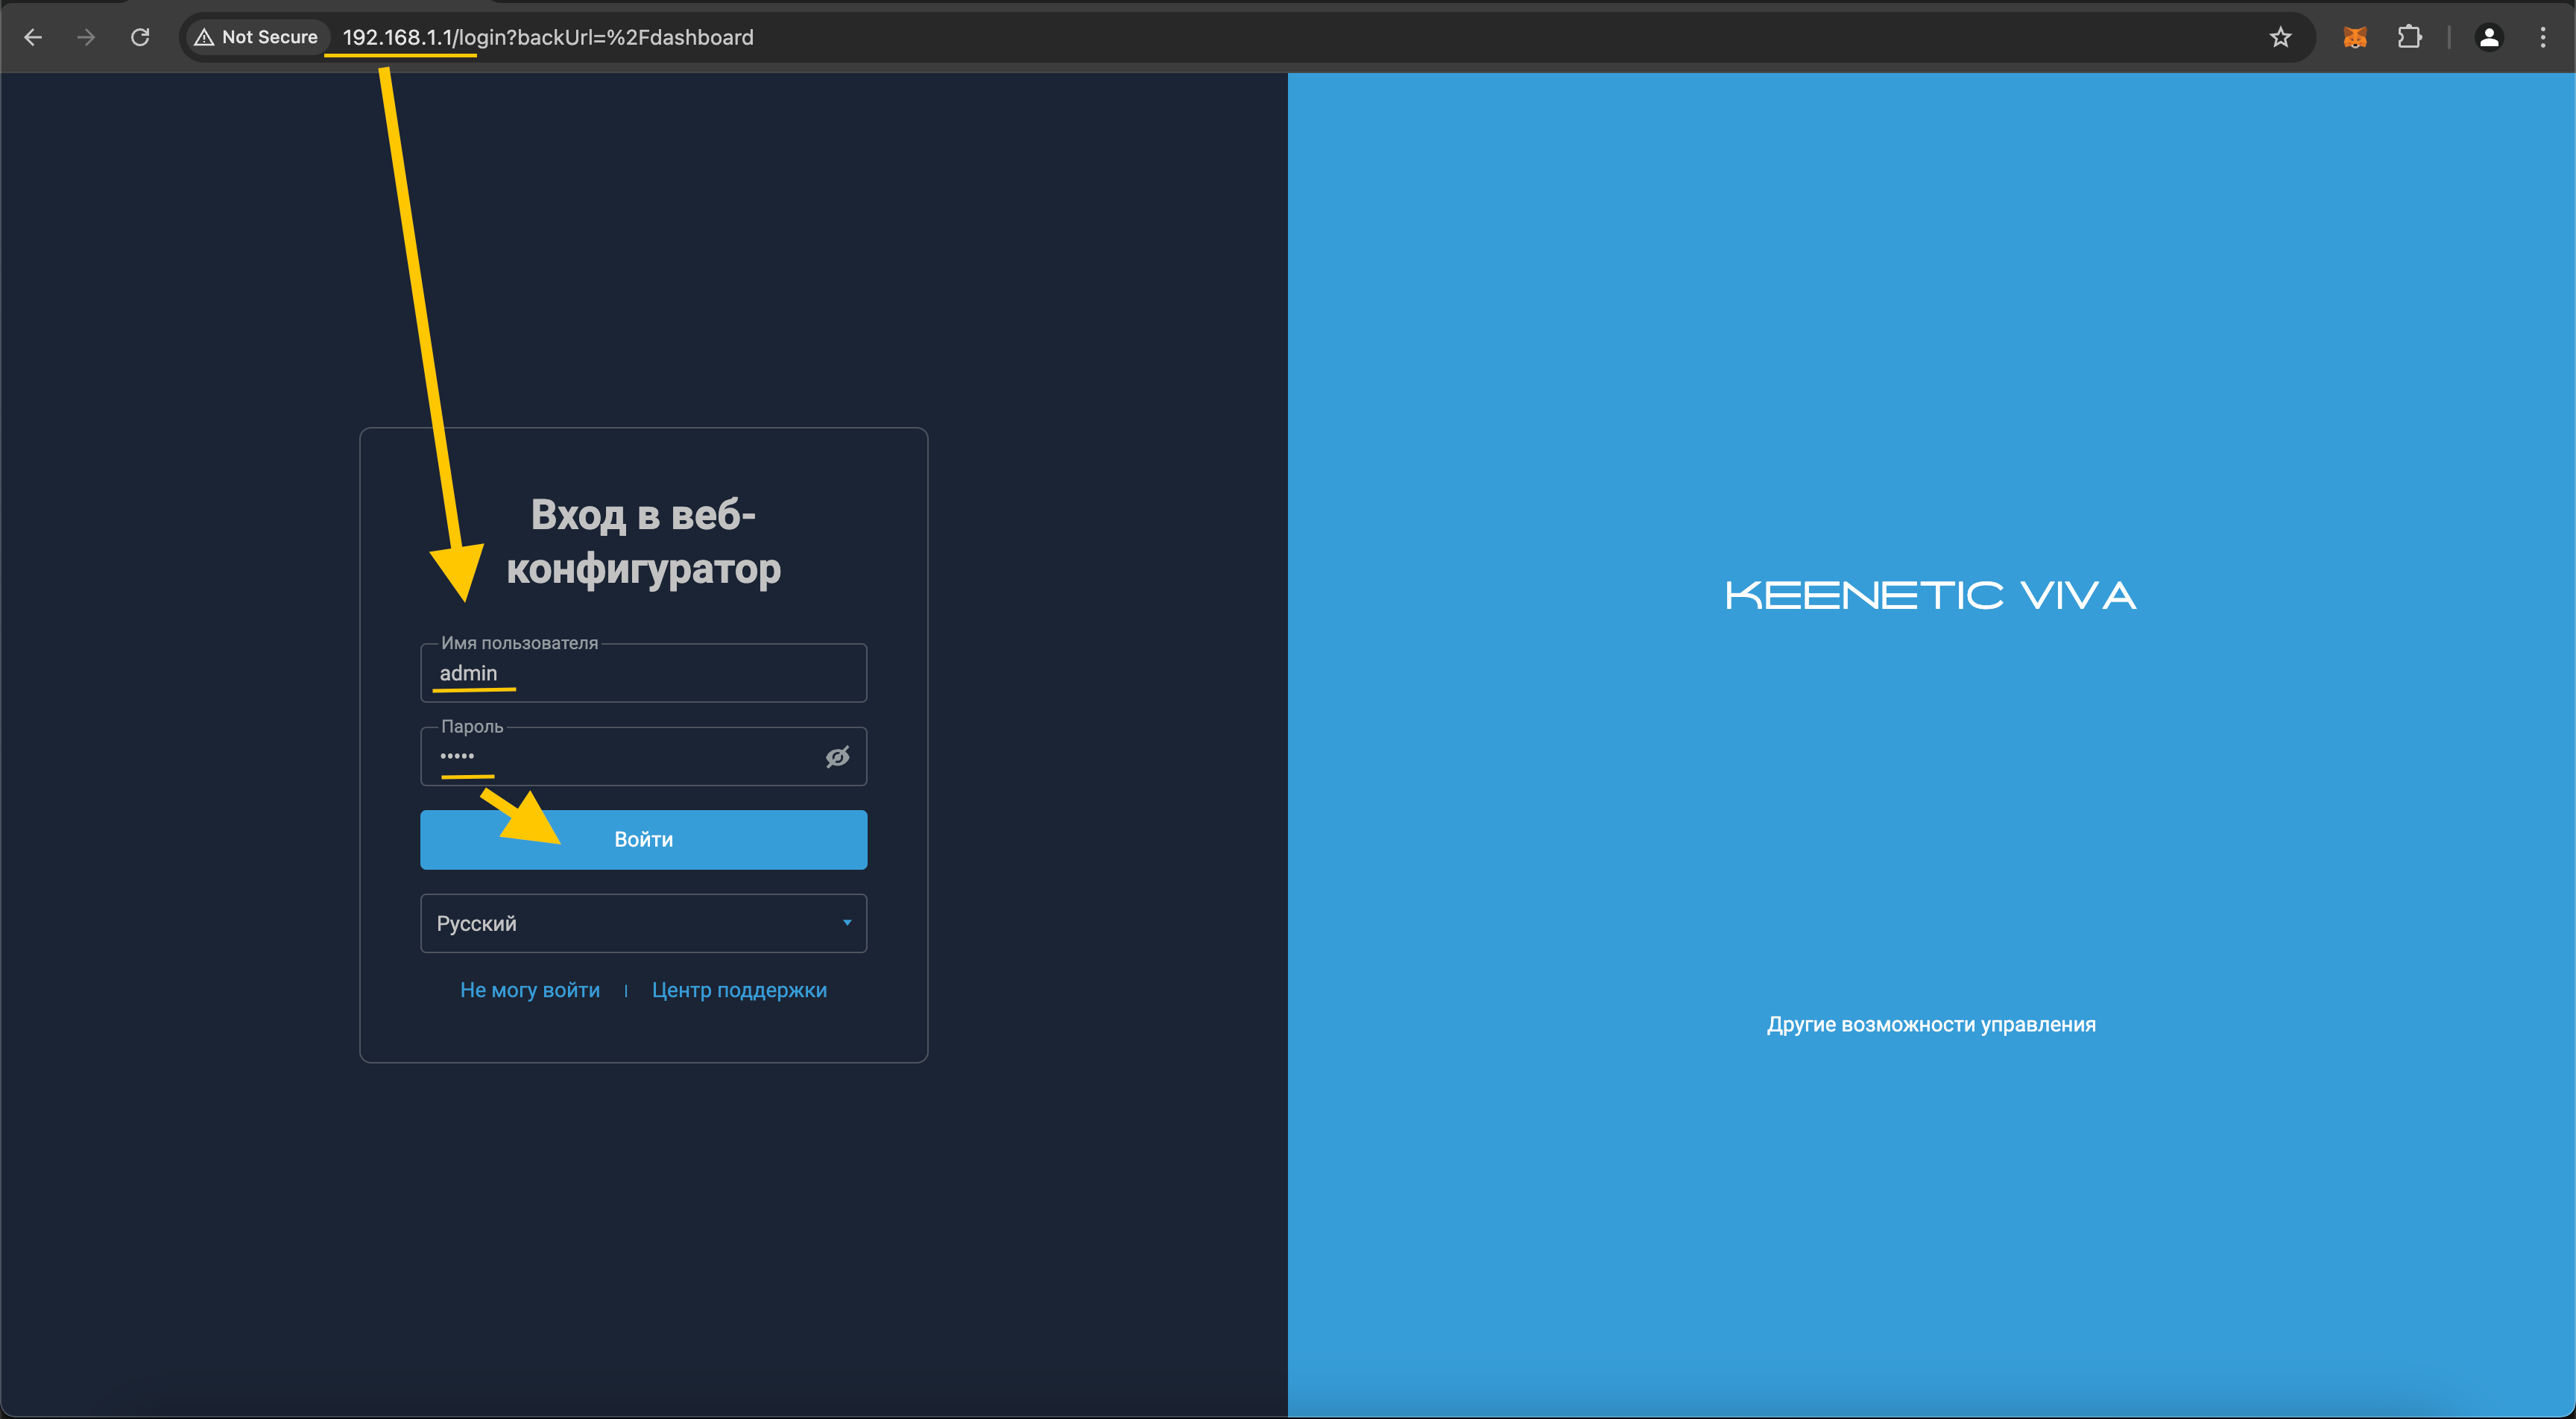 Not Secure 192.168.1.1/login?backUrl=%2Fdashboard
Вход в веб-
конфигуратор
Имя пользователя
admin
Пароль
•••••
Войти
Русский
Не могу войти | Центр поддержки
KEENETIC VIVA
Другие возможности управления